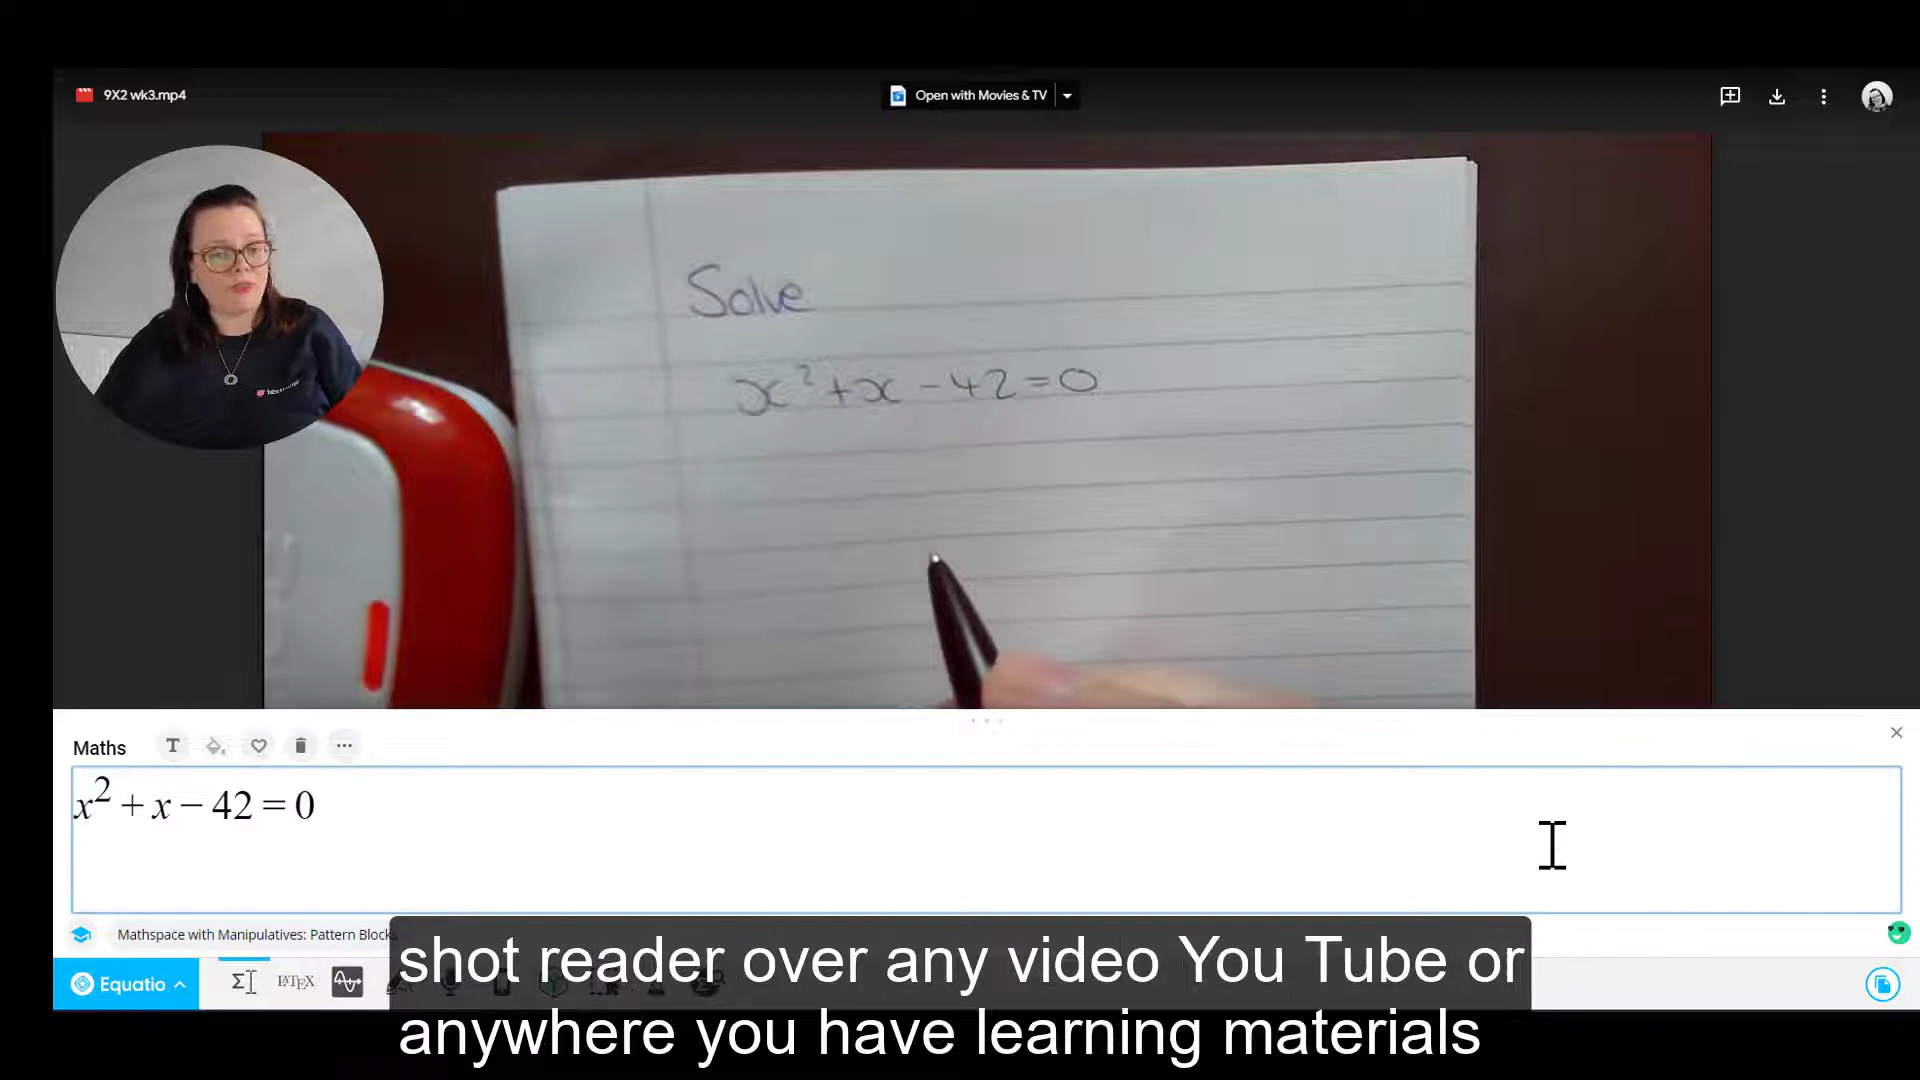 9X2 wk3.mp4
Open with Movies & TV
Solve
x² + x - 42 = 0
Maths
x² + x − 42 = 0
Mathspace with Manipulatives: Pattern Blocks
Equatio
LATEX
shot reader over any video You Tube or
anywhere you have learning materials